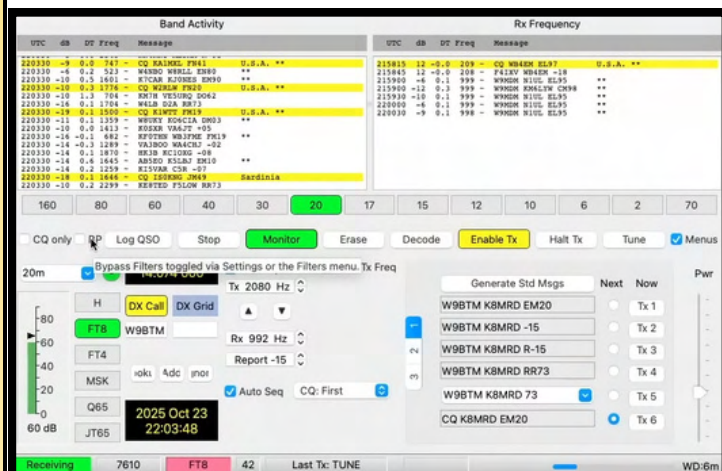 Band Activity
Rx Frequency
UTC dB DT Freq Message
UTC dB DT Freq Message
220330 -9 0.0 747 ~ CQ KA1MXL FN41 U.S.A. **
220330 -6 0.2 523 ~ W4NBO W8RLL EN80 **
220330 -10 0.5 1601 ~ K7CAR KJ0NES EM90 **
220330 -10 0.3 1776 ~ CQ W2RLW FN20 U.S.A. **
220330 -10 1.3 704 ~ KM7H VE5URQ DO62
220330 -16 0.1 1704 ~ W4LB D2A RR73
220330 -19 0.1 1500 ~ CQ K1WTT FM19 U.S.A. **
220330 -11 0.1 1359 ~ W8UKY KO6CIA DM03 **
220330 -10 0.0 1413 ~ K0SXR VA6JT +05
220330 -16 -0.1 682 ~ KF0THN WB3FME FM19 **
220330 -14 -0.3 1289 ~ VA3BOO WA4CHJ -02
220330 -14 0.1 1870 ~ HK3B KC1OXG -08
220330 -14 0.6 1645 ~ AB5EO K5LBJ EM10 **
220330 -14 0.2 1259 ~ KI5VAR C5R -07
220330 -18 0.1 1646 ~ CQ IS0KNG JM49 Sardinia
220330 -10 0.2 2299 ~ KE8TED F5LOW RR73
215815 12 -0.0 209 ~ CQ WB4EM EL97 U.S.A. **
215845 12 -0.0 208 ~ F4IXV WB4EM -18
215900 -6 0.1 999 ~ W9MDM N1UL EL95 **
215900 -12 0.3 999 ~ W9MDM KM6LYW CM98 **
215930 -10 0.1 999 ~ W9MDM N1UL EL95 **
220000 -6 0.1 999 ~ W9MDM N1UL EL95 **
220030 -9 0.1 998 ~ W9MDM N1UL EL95 **
160 80 60 40 30 20 17 15 12 10 6 2 70
CQ only Log QSO Stop Monitor Erase Decode Enable Tx Halt Tx Tune Menus
Bypass Filters toggled via Settings or the Filters menu. Tx Freq
20m 14.074 000
Tx 2080 Hz
Generate Std Msgs Next Now Pwr
H DX Call DX Grid
W9BTM K8MRD EM20 Tx 1
FT8 W9BTM
Rx 992 Hz
1 W9BTM K8MRD -15 Tx 2
FT4
Report -15
2 W9BTM K8MRD R-15 Tx 3
MSK
3 W9BTM K8MRD RR73 Tx 4
Auto Seq CQ: First
W9BTM K8MRD 73 Tx 5
Q65 2025 Oct 23
JT65 22:03:48
CQ K8MRD EM20 Tx 6
-80
-60
-40
-20
0
60 dB
Receiving 7610 FT8 42 Last Tx: TUNE WD:6m